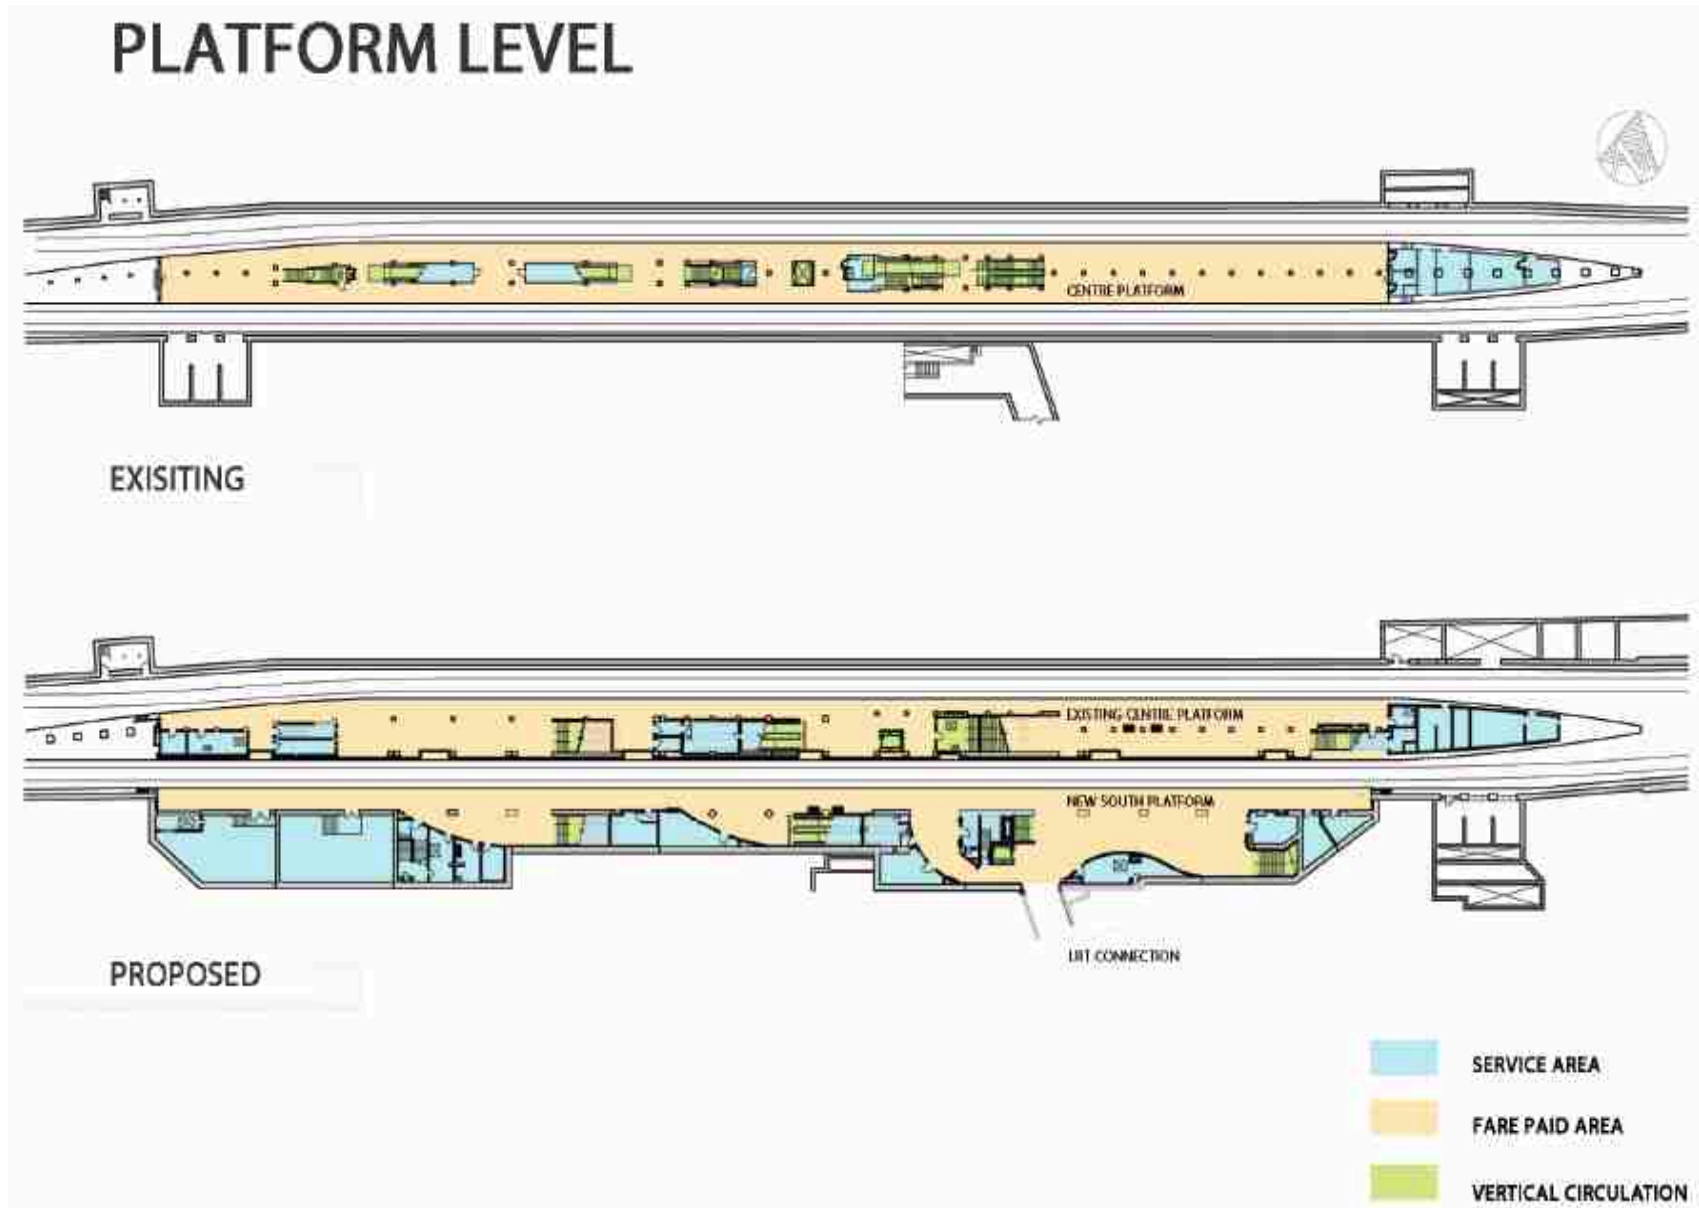 PLATFORM LEVEL
CENTRE PLATFORM
EXISITING
EXISTING CENTRE PLATFORM
NEW SOUTH PLATFORM
LRT CONNECTION
PROPOSED
SERVICE AREA
FARE PAID AREA
VERTICAL CIRCULATION